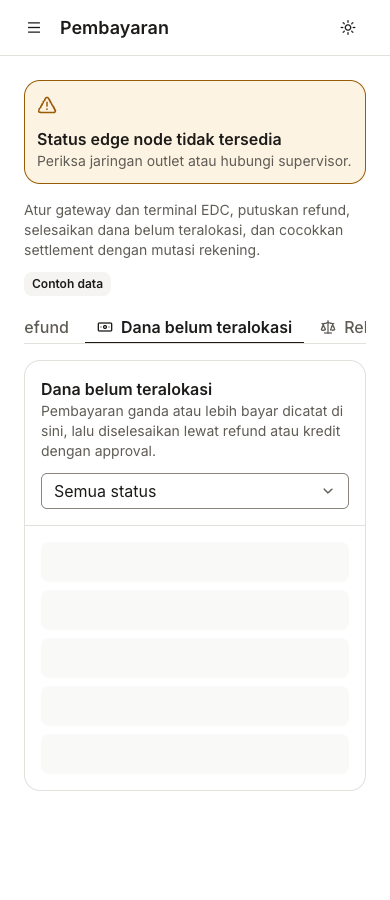 Pembayaran
Status edge node tidak tersedia
Periksa jaringan outlet atau hubungi supervisor.
Atur gateway dan terminal EDC, putuskan refund,
selesaikan dana belum teralokasi, dan cocokkan
settlement dengan mutasi rekening.
Contoh data
efund Dana belum teralokasi Rel
Dana belum teralokasi
Pembayaran ganda atau lebih bayar dicatat di
sini, lalu diselesaikan lewat refund atau kredit
dengan approval.
Semua status